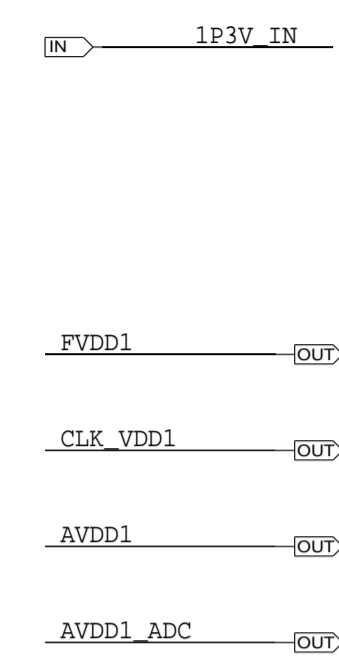 IN 1P3V_IN
FVDD1 OUT
CLK_VDD1 OUT
AVDD1 OUT
AVDD1_ADC OUT